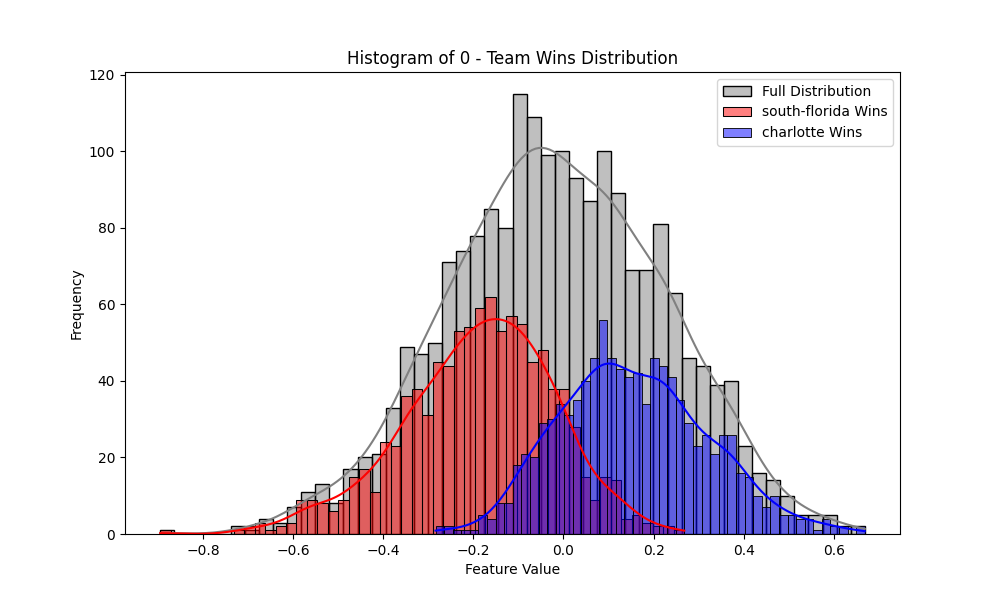 Histogram of 0 - Team Wins Distribution
Full Distribution
south-florida Wins
charlotte Wins
Frequency
120
100
80
60
40
20
0
−0.8 −0.6 −0.4 −0.2 0.0 0.2 0.4 0.6
Feature Value